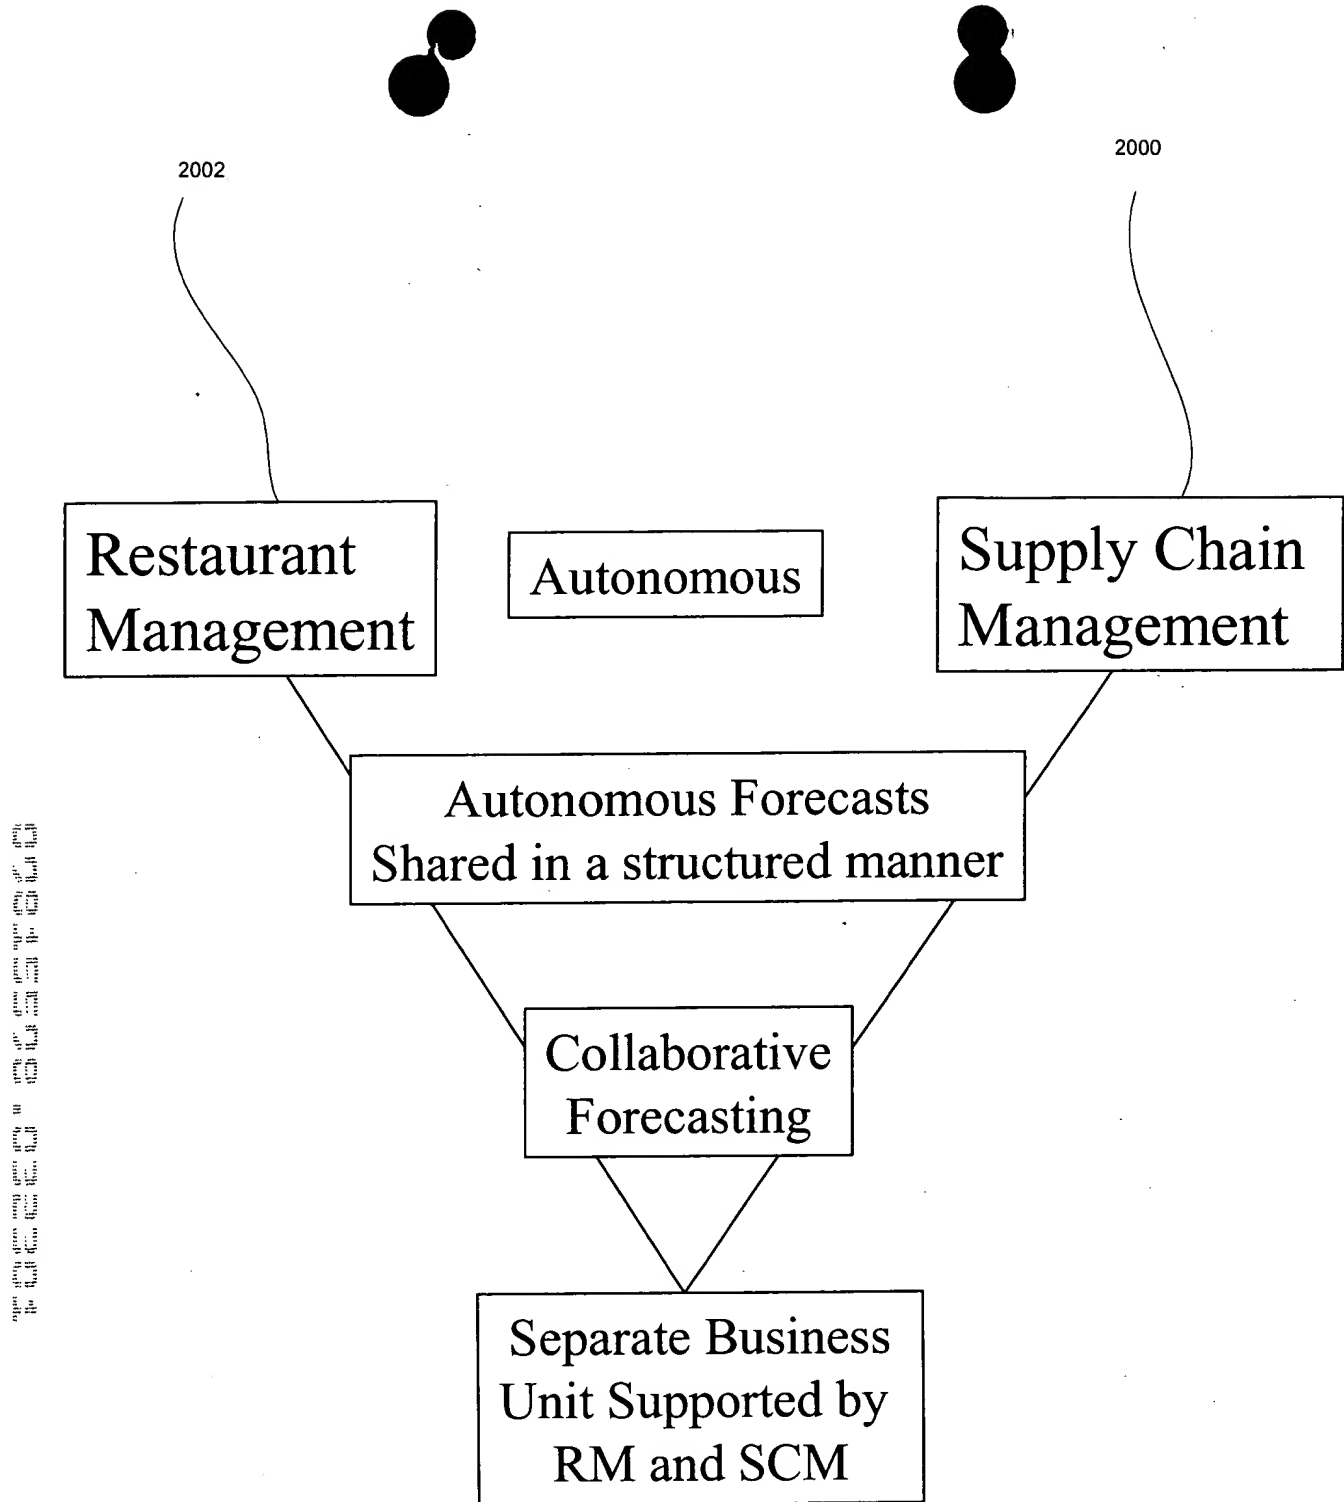 2002
2000
Restaurant
Management
Autonomous
Supply Chain
Management
Autonomous Forecasts
Shared in a structured manner
Collaborative
Forecasting
Separate Business
Unit Supported by
RM and SCM